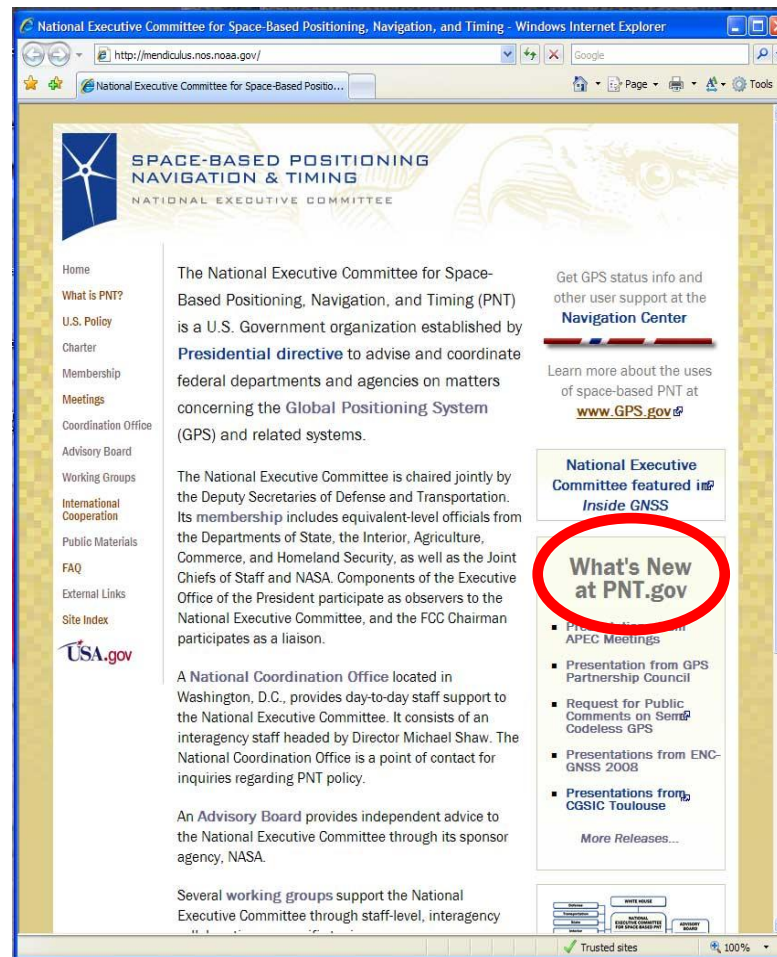 National Executive Committee for Space-Based Positioning, Navigation, and Timing - Windows Internet Explorer
http://mendiculus.nos.noaa.gov/
Google
National Executive Committee for Space-Based Positio...
Page
Tools
SPACE-BASED POSITIONING
NAVIGATION & TIMING
NATIONAL EXECUTIVE COMMITTEE
Home
What is PNT?
U.S. Policy
Charter
Membership
Meetings
Coordination Office
Advisory Board
Working Groups
International
Cooperation
Public Materials
FAQ
External Links
Site Index
USA.gov
The National Executive Committee for Space-
Based Positioning, Navigation, and Timing (PNT)
is a U.S. Government organization established by
Presidential directive to advise and coordinate
federal departments and agencies on matters
concerning the Global Positioning System
(GPS) and related systems.
The National Executive Committee is chaired jointly by
the Deputy Secretaries of Defense and Transportation.
Its membership includes equivalent-level officials from
the Departments of State, the Interior, Agriculture,
Commerce, and Homeland Security, as well as the Joint
Chiefs of Staff and NASA. Components of the Executive
Office of the President participate as observers to the
National Executive Committee, and the FCC Chairman
participates as a liaison.
A National Coordination Office located in
Washington, D.C., provides day-to-day staff support to
the National Executive Committee. It consists of an
interagency staff headed by Director Michael Shaw. The
National Coordination Office is a point of contact for
inquiries regarding PNT policy.
An Advisory Board provides independent advice to
the National Executive Committee through its sponsor
agency, NASA.
Several working groups support the National
Executive Committee through staff-level, interagency
Get GPS status info and
other user support at the
Navigation Center
Learn more about the uses
of space-based PNT at
www.GPS.gov
National Executive
Committee featured in
Inside GNSS
What's New
at PNT.gov
APEC Meetings
Presentation from GPS
Partnership Council
Request for Public
Comments on Semi
Codeless GPS
Presentations from ENC-
GNSS 2008
Presentations from
CGSIC Toulouse
More Releases...
WHITE HOUSE
Defense
Transportation
State
Interior
NATIONAL
EXECUTIVE COMMITTEE
FOR SPACE-BASED PNT
ADVISORY
BOARD
Trusted sites
100%